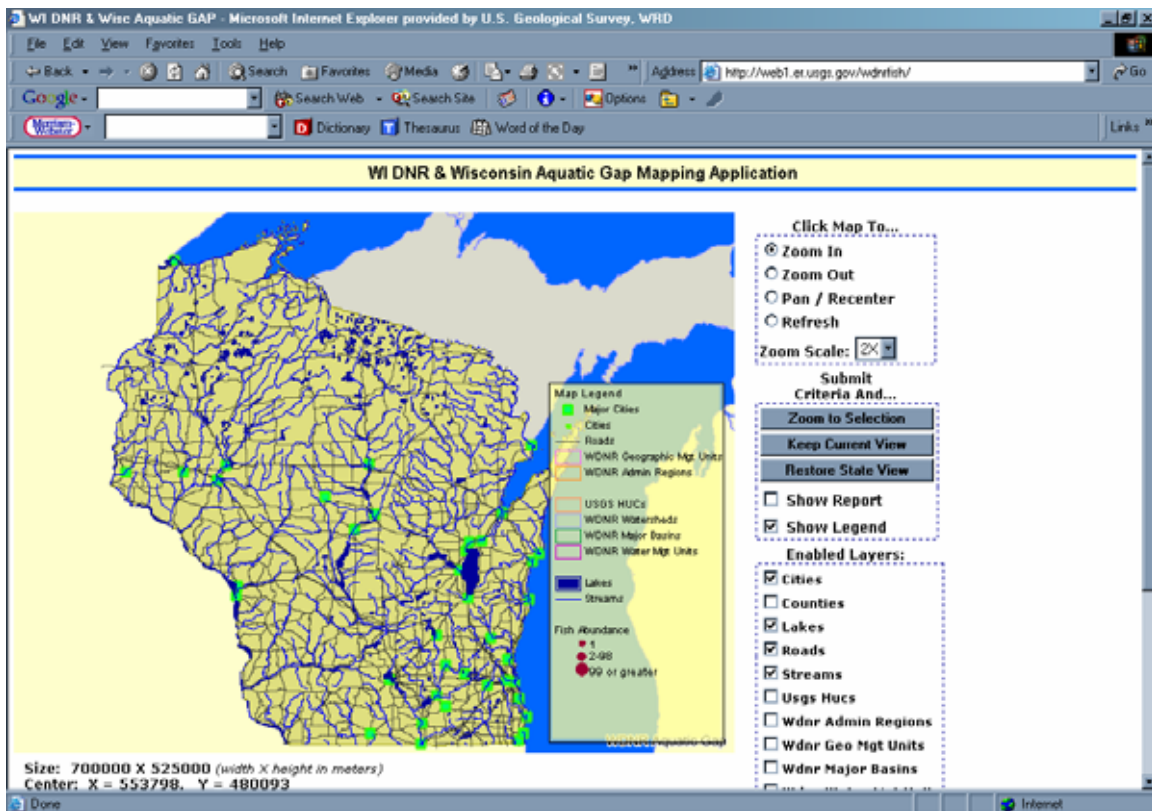 WI DNR & Wisc Aquatic GAP - Microsoft Internet Explorer provided by U.S. Geological Survey, WRD
File Edit View Favorites Tools Help
Back Search Favorites Media Address http://web1.er.usgs.gov/wdnrfish/ Go
Google Search Web Search Site Options
Merriam-Webster Dictionary Thesaurus Word of the Day Links
WI DNR & Wisconsin Aquatic Gap Mapping Application
Map Legend
Major Cities
Cities
Roads
WDNR Geographic Mgt. Units
WDNR Admin Regions
USGS HUCs
WDNR Watersheds
WDNR Major Basins
WDNR Water Mgt Units
Lakes
Streams
Fish Abundance
1
2-98
99 or greater
WDNR Aquatic Gap
Size: 700000 X 525000 (width X height in meters)
Center: X = 553798, Y = 480093
Click Map To...
Zoom In
Zoom Out
Pan / Recenter
Refresh
Zoom Scale: 2X
Submit
Criteria And...
Zoom to Selection
Keep Current View
Restore State View
Show Report
Show Legend
Enabled Layers:
Cities
Counties
Lakes
Roads
Streams
Usgs Hucs
Wdnr Admin Regions
Wdnr Geo Mgt Units
Wdnr Major Basins
Done Internet